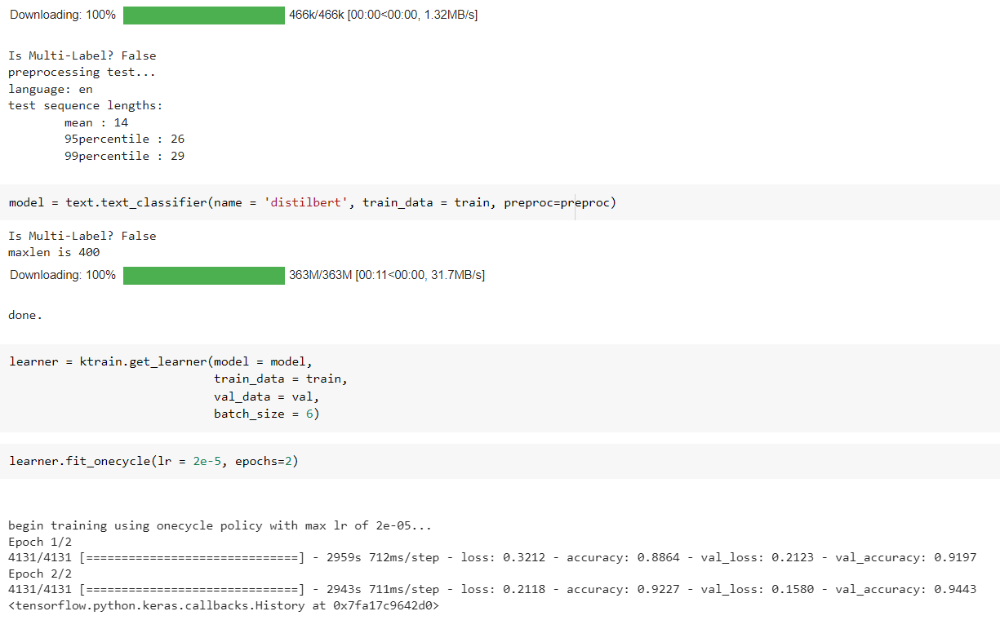 Downloading: 100% 466k/466k [00:00<00:00, 1.32MB/s]
Is Multi-Label? False
preprocessing test...
language: en
test sequence lengths:
        mean : 14
        95percentile : 26
        99percentile : 29
model = text.text_classifier(name = 'distilbert', train_data = train, preproc=preproc)
Is Multi-Label? False
maxlen is 400
Downloading: 100% 363M/363M [00:11<00:00, 31.7MB/s]
done.
learner = ktrain.get_learner(model = model,
                             train_data = train,
                             val_data = val,
                             batch_size = 6)
learner.fit_onecycle(lr = 2e-5, epochs=2)
begin training using onecycle policy with max lr of 2e-05...
Epoch 1/2
4131/4131 [==============================] - 2959s 712ms/step - loss: 0.3212 - accuracy: 0.8864 - val_loss: 0.2123 - val_accuracy: 0.9197
Epoch 2/2
4131/4131 [==============================] - 2943s 711ms/step - loss: 0.2118 - accuracy: 0.9227 - val_loss: 0.1580 - val_accuracy: 0.9443
<tensorflow.python.keras.callbacks.History at 0x7fa17c9642d0>